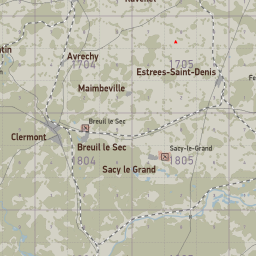 Avrechy
1704
1705
Estrees-Saint-Denis
Maimbeville
Breuil le Sec
Clermont
Breuil le Sec
Sacy-le-Grand
1804
1805
Sacy le Grand